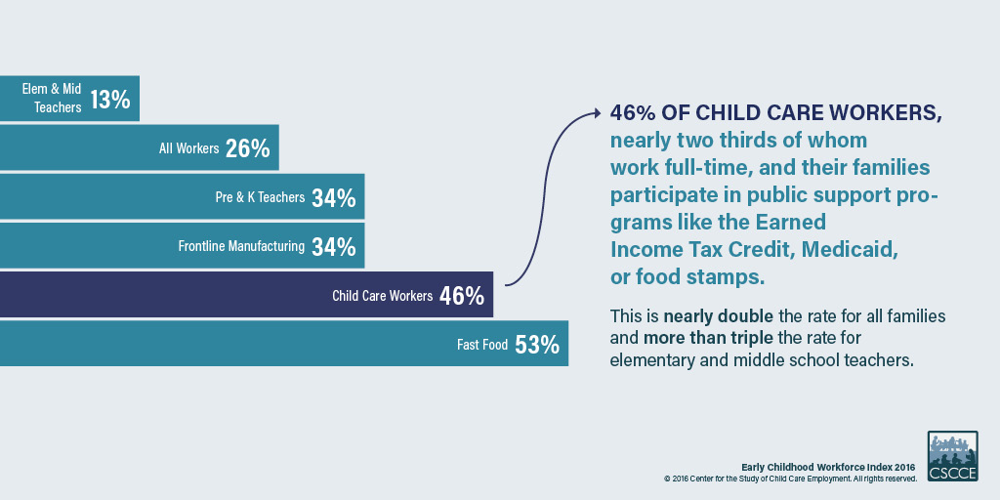 Elem & Mid
Teachers 13%
All Workers 26%
Pre & K Teachers 34%
Frontline Manufacturing 34%
Child Care Workers 46%
Fast Food 53%
46% OF CHILD CARE WORKERS,
nearly two thirds of whom
work full-time, and their families
participate in public support pro-
grams like the Earned
Income Tax Credit, Medicaid,
or food stamps.
This is nearly double the rate for all families
and more than triple the rate for
elementary and middle school teachers.
Early Childhood Workforce Index 2016
© 2016 Center for the Study of Child Care Employment. All rights reserved.
CSCCE